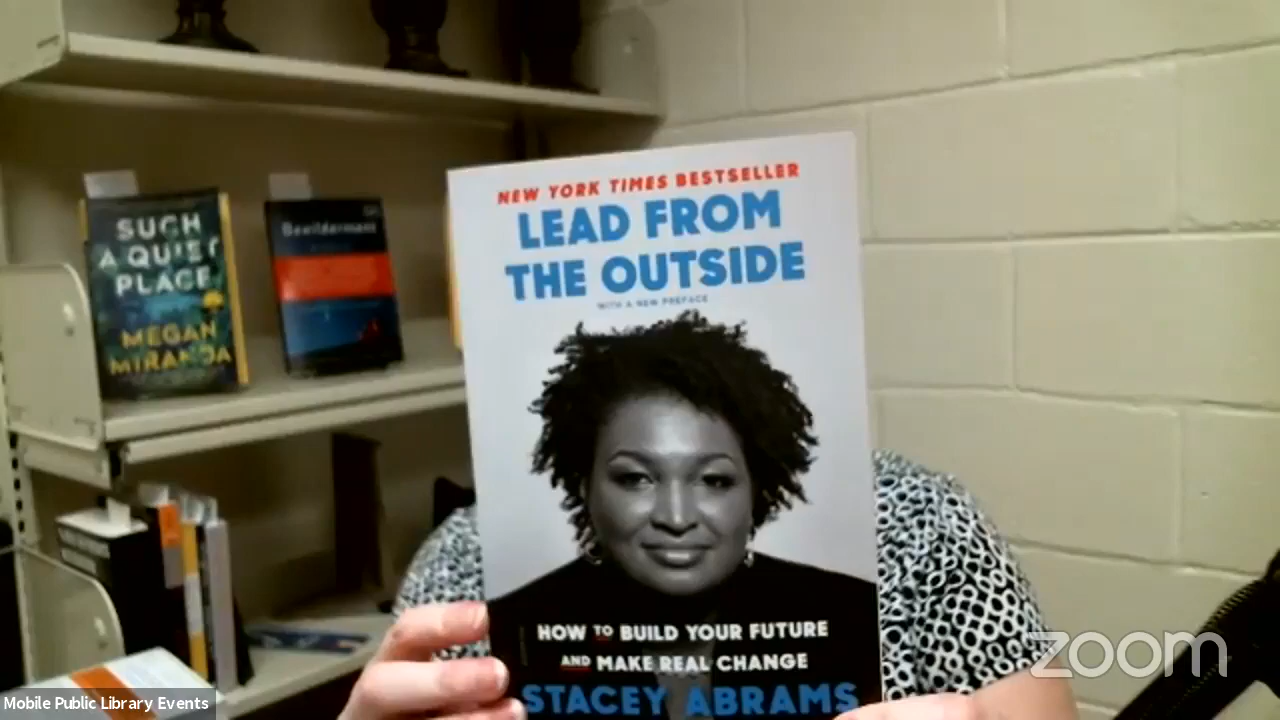 NEW YORK TIMES BESTSELLER
LEAD FROM
THE OUTSIDE
WITH A NEW PREFACE
HOW TO BUILD YOUR FUTURE
AND MAKE REAL CHANGE
STACEY ABRAMS
SUCH
A QUIET
PLACE
MEGAN
MIRANDA
Bewilderment
zoom
Mobile Public Library Events